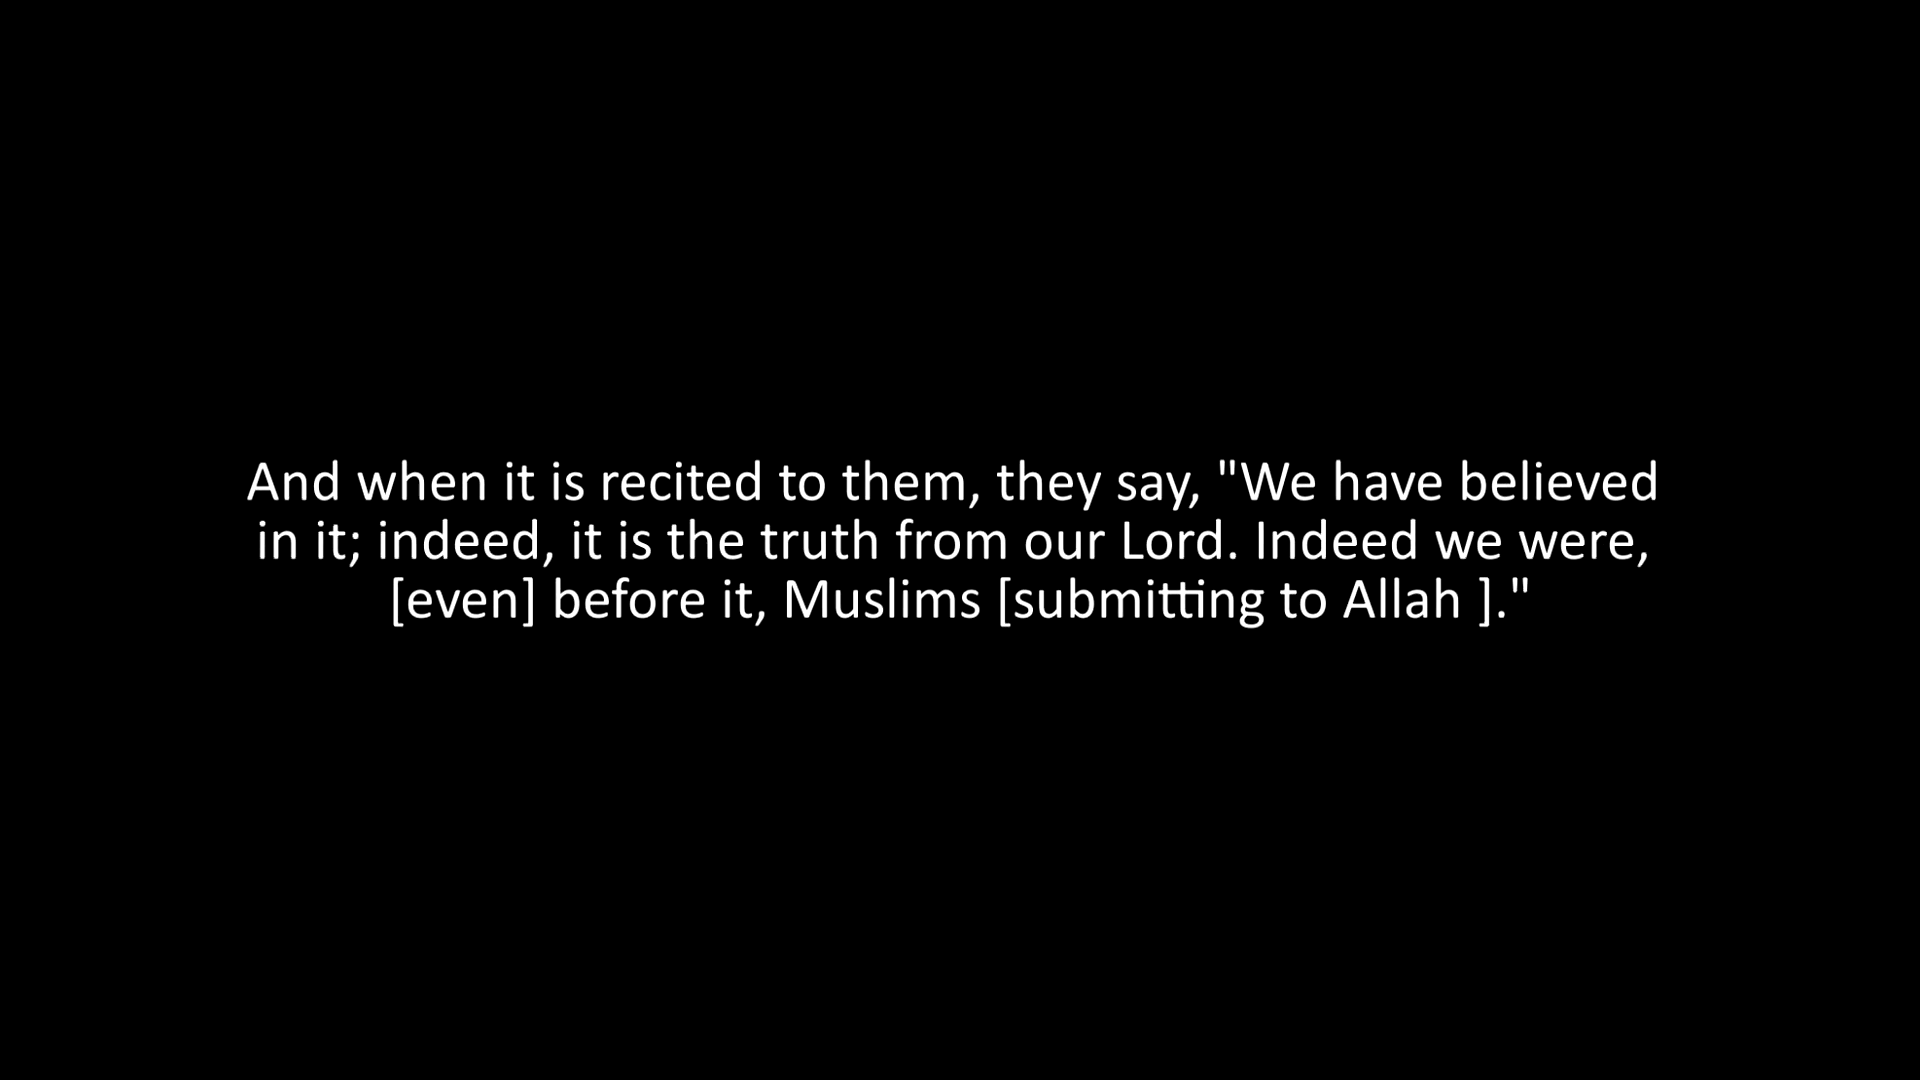 And when it is recited to them, they say, "We have believed
in it; indeed, it is the truth from our Lord. Indeed we were,
[even] before it, Muslims [submitting to Allah ]."